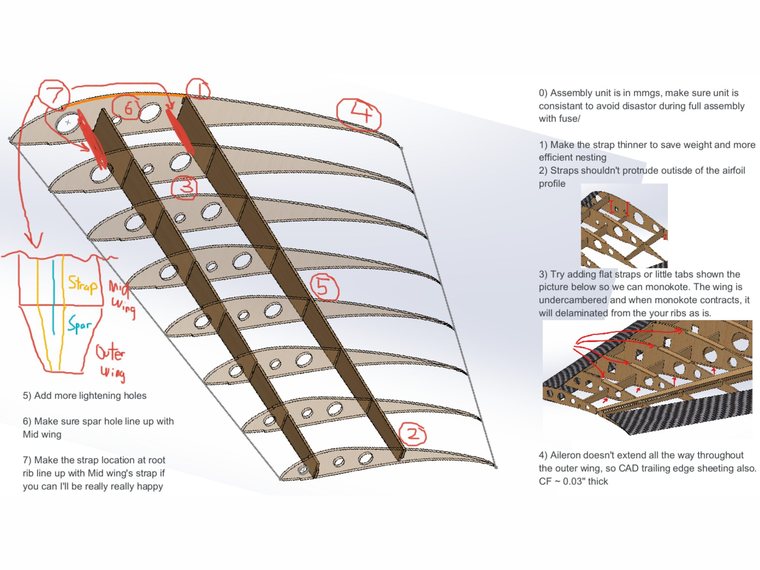 7
1
6
4
3
5
2
Strap
Mid
Wing
Spar
Outer
Wing
5) Add more lightening holes
6) Make sure spar hole line up with
Mid wing
7) Make the strap location at root
rib line up with Mid wing's strap if
you can I'll be really really happy
0) Assembly unit is in mmgs, make sure unit is
consistant to avoid disastor during full assembly
with fuse/
1) Make the strap thinner to save weight and more
efficient nesting
2) Straps shouldn't protrude outisde of the airfoil
profile
3) Try adding flat straps or little tabs shown the
picture below so we can monokote. The wing is
undercambered and when monokote contracts, it
will delaminated from the your ribs as is.
4) Aileron doesn't extend all the way throughout
the outer wing, so CAD trailing edge sheeting also.
CF ~ 0.03" thick